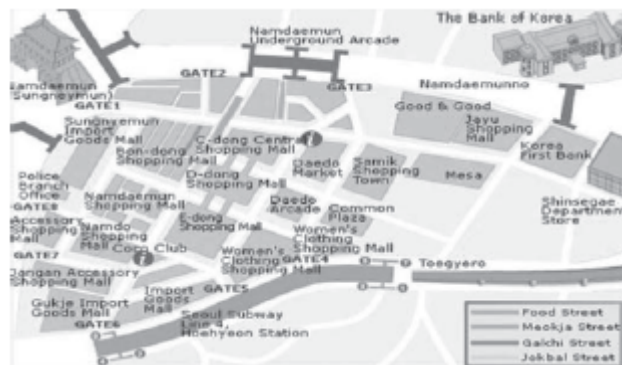 The Bank of Korea
Namdaemun
Underground Arcade
GATE2
GATE3
Namdaemunno
Namdaemun
(Sungnyemun)
GATE1
Good & Good
Jayu
Shopping
Mall
Sungnyemun
Import
Goods Mall
Bon-dong
Shopping Mall
C-dong Central
Shopping Mall
Korea
First Bank
D-dong
Shopping Mall
Daedo
Market
Samik
Shopping
Town
Mesa
Police
Branch
Office
GATE8
Namdaemun
Shopping Mall
Daedo
Arcade
Common
Plaza
Shinsegae
Department
Store
Accessory
Shopping
Mall
Namdo
Shopping
Mall
E-dong
Shopping Mall
Women's
Clothing
Shopping Mall
GATE7
Coro Club
Women's
Clothing
Shopping Mall
GATE4
Toegyero
Jangan Accessory
Shopping Mall
Import
Goods
Mall
GATE5
Gukje Import
Goods Mall
GATE6
Seoul Subway
Line 4,
Hoehyeon Station
Food Street
Meokja Street
Galchi Street
Jokbal Street